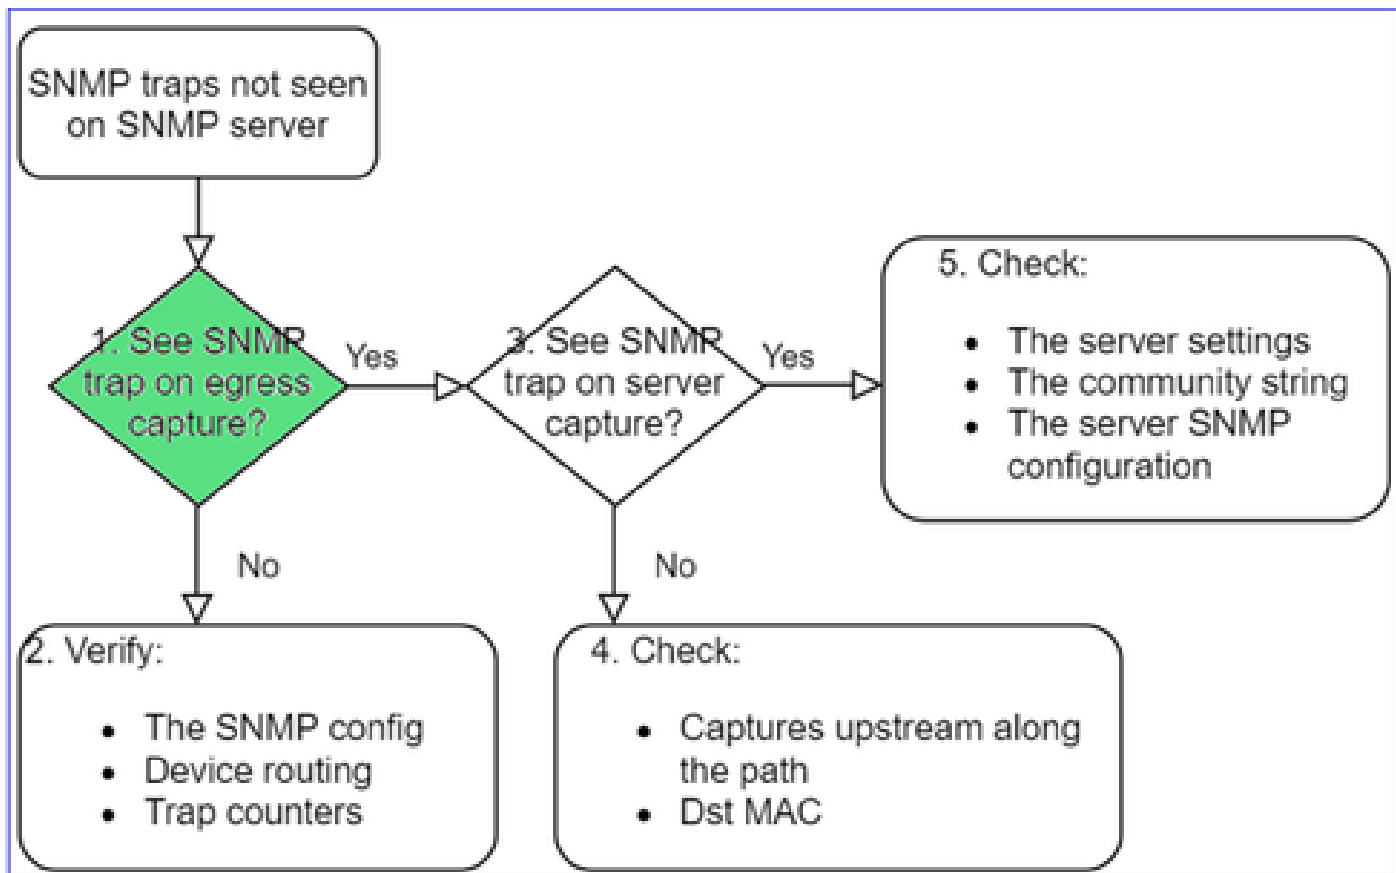 SNMP traps not seen
on SNMP server
1. See SNMP
trap on egress
capture?
Yes
No
2. Verify:
• The SNMP config
• Device routing
• Trap counters
3. See SNMP
trap on server
capture?
Yes
No
4. Check:
• Captures upstream along
the path
• Dst MAC
5. Check:
• The server settings
• The community string
• The server SNMP
configuration